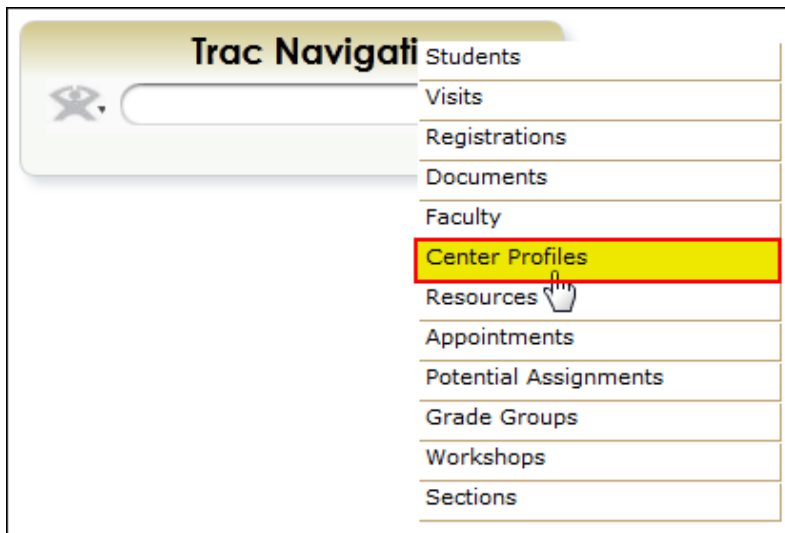 Trac Navigati
Students
Visits
Registrations
Documents
Faculty
Center Profiles
Resources
Appointments
Potential Assignments
Grade Groups
Workshops
Sections